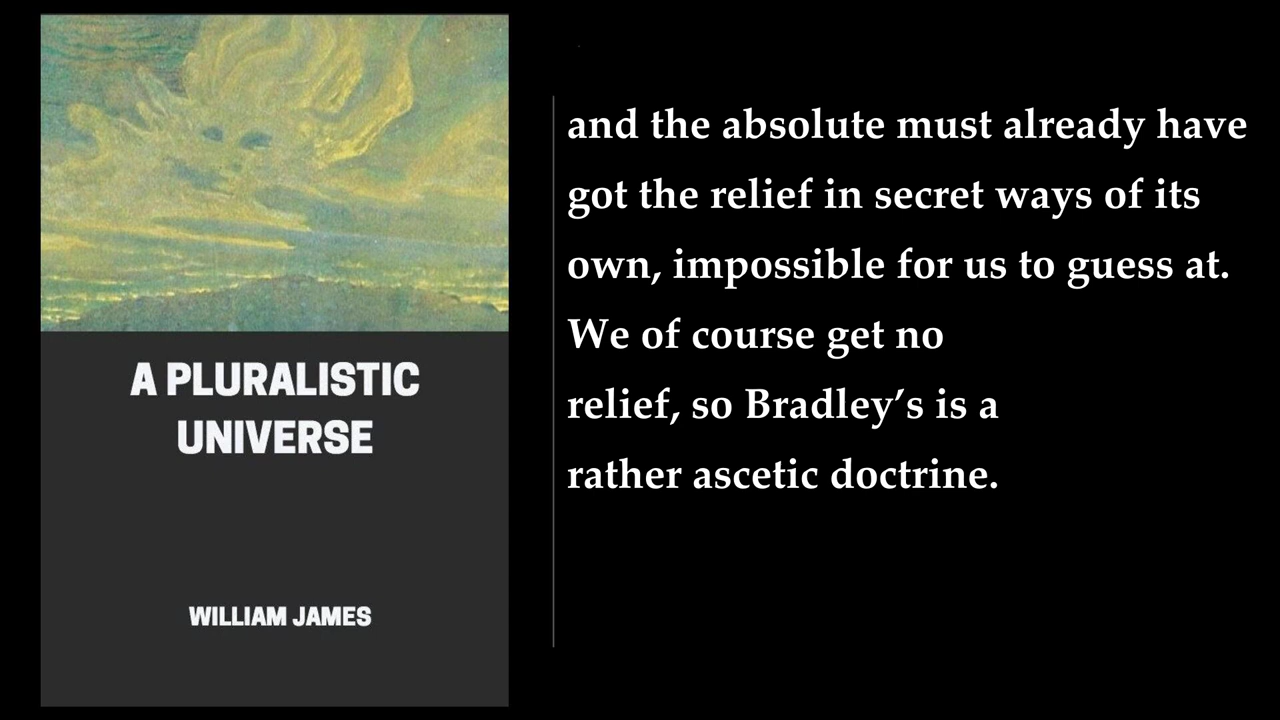 A PLURALISTIC
UNIVERSE
WILLIAM JAMES
and the absolute must already have
got the relief in secret ways of its
own, impossible for us to guess at.
We of course get no
relief, so Bradley’s is a
rather ascetic doctrine.